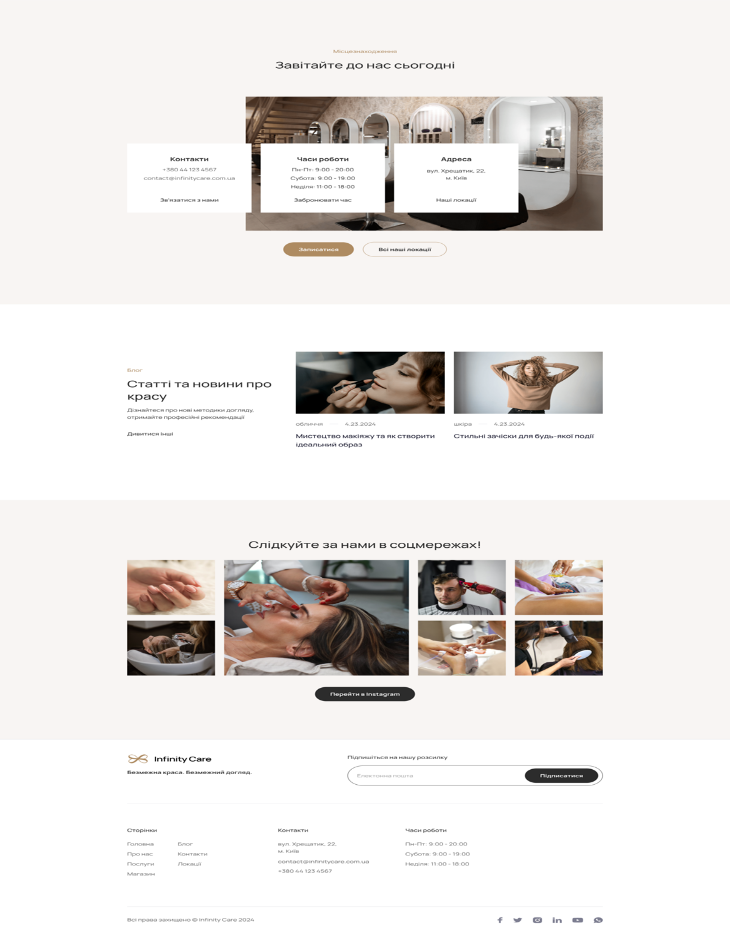 Місцезнаходження
Завітайте до нас сьогодні
Контакти
+380 44 123 4567
contact@infinitycare.com.ua
Зв'язатися з нами
Часи роботи
Пн-Пт: 9:00 - 20:00
Субота: 9:00 - 19:00
Неділя: 11:00 - 18:00
Забронювати час
Адреса
вул. Хрещатик, 22,
м. Київ
Наші локації
Записатися
Всі наші локації
Блог
Статті та новини про
красу
Дізнайтеся про нові методики догляду,
отримайте професійні рекомендації
Дивитися інші
обличчя
4.23.2024
Мистецтво макіяжу та як створити
ідеальний образ
шкіра
4.23.2024
Стильні зачіски для будь-якої події
Слідкуйте за нами в соцмережах!
Перейти в Instagram
Infinity Care
Безмежна краса. Безмежний догляд.
Підпишіться на нашу розсилку
Електронна пошта
Підписатися
Сторінки
Головна
Про нас
Послуги
Магазин
Блог
Контакти
Локації
Контакти
вул. Хрещатик, 22,
м. Київ
contact@infinitycare.com.ua
+380 44 123 4567
Часи роботи
Пн-Пт: 9:00 - 20:00
Субота: 9:00 - 19:00
Неділя: 11:00 - 18:00
Всі права захищено © Infinity Care 2024